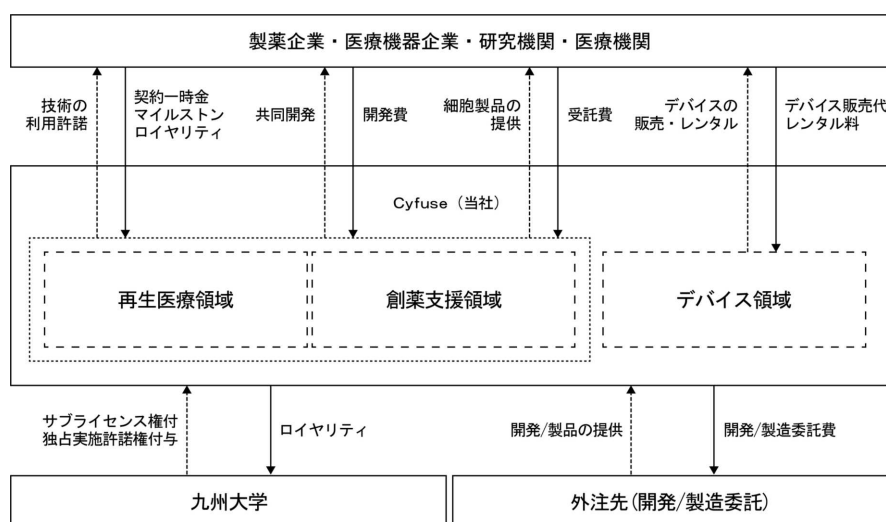 製薬企業・医療機器企業・研究機関・医療機関
技術の
利用許諾
契約一時金
マイルストン
ロイヤリティ
共同開発
開発費
細胞製品の
提供
受託費
デバイスの
販売・レンタル
デバイス販売代
レンタル料
Cyfuse（当社）
再生医療領域
創薬支援領域
デバイス領域
サブライセンス権付
独占実施許諾権付与
ロイヤリティ
開発/製品の提供
開発/製造委託費
九州大学
外注先(開発/製造委託)